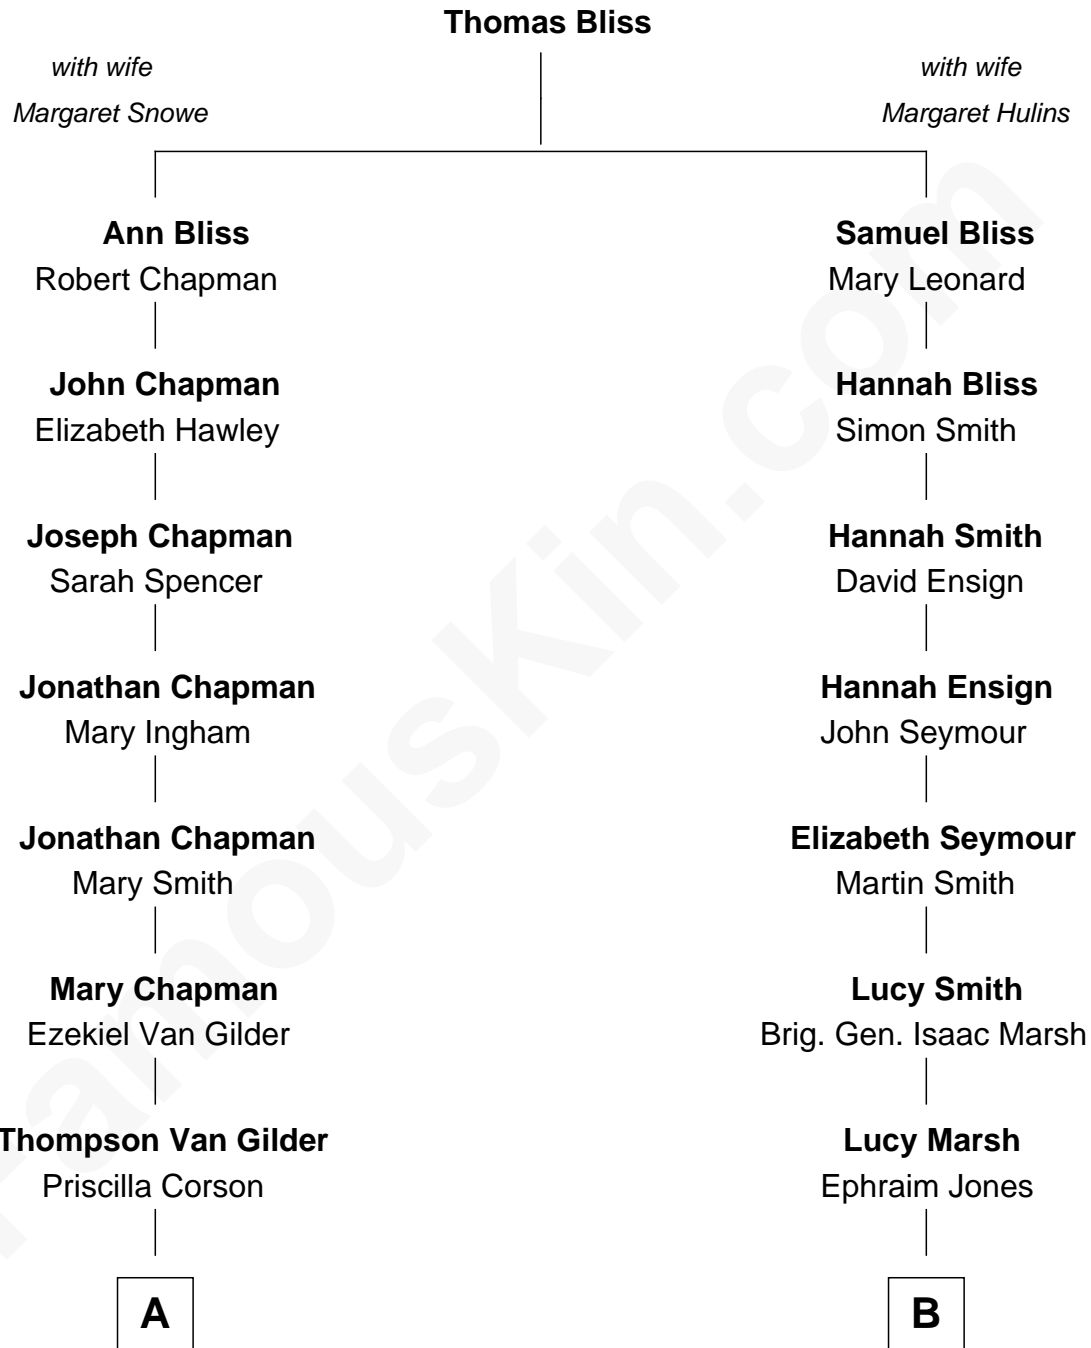 Thomas Bliss
with wife
Margaret Snowe
with wife
Margaret Hulins
Ann Bliss
Robert Chapman
Samuel Bliss
Mary Leonard
John Chapman
Elizabeth Hawley
Hannah Bliss
Simon Smith
Joseph Chapman
Sarah Spencer
Hannah Smith
David Ensign
Jonathan Chapman
Mary Ingham
Hannah Ensign
John Seymour
Jonathan Chapman
Mary Smith
Elizabeth Seymour
Martin Smith
Mary Chapman
Ezekiel Van Gilder
Lucy Smith
Brig. Gen. Isaac Marsh
Thompson Van Gilder
Priscilla Corson
Lucy Marsh
Ephraim Jones
A
B
FamousKin.com